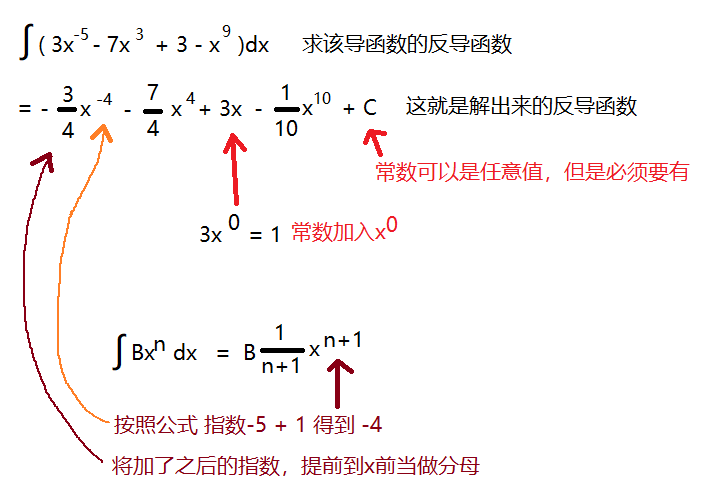 ∫ ( 3x⁻⁵ - 7x³ + 3 - x⁹ )dx 求该导函数的反导函数
= - 3/4 x⁻⁴ - 7/4 x⁴ + 3x - 1/10 x¹⁰ + C 这就是解出来的反导函数
常数可以是任意值，但是必须要有
3x⁰ = 1 常数加入x⁰
∫ Bxⁿ dx = B 1/n+1 xⁿ⁺¹
按照公式 指数-5 + 1 得到 -4
将加了之后的指数，提前到x前当做分母